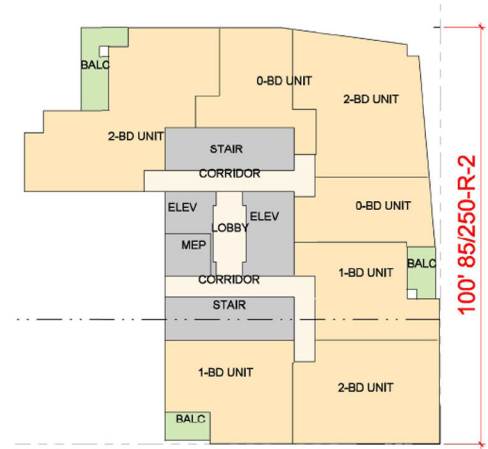 BALC
0-BD UNIT
2-BD UNIT
2-BD UNIT
STAIR
CORRIDOR
ELEV
ELEV
0-BD UNIT
LOBBY
MEP
BALC
1-BD UNIT
CORRIDOR
STAIR
1-BD UNIT
2-BD UNIT
BALC
100' 85/250-R-2